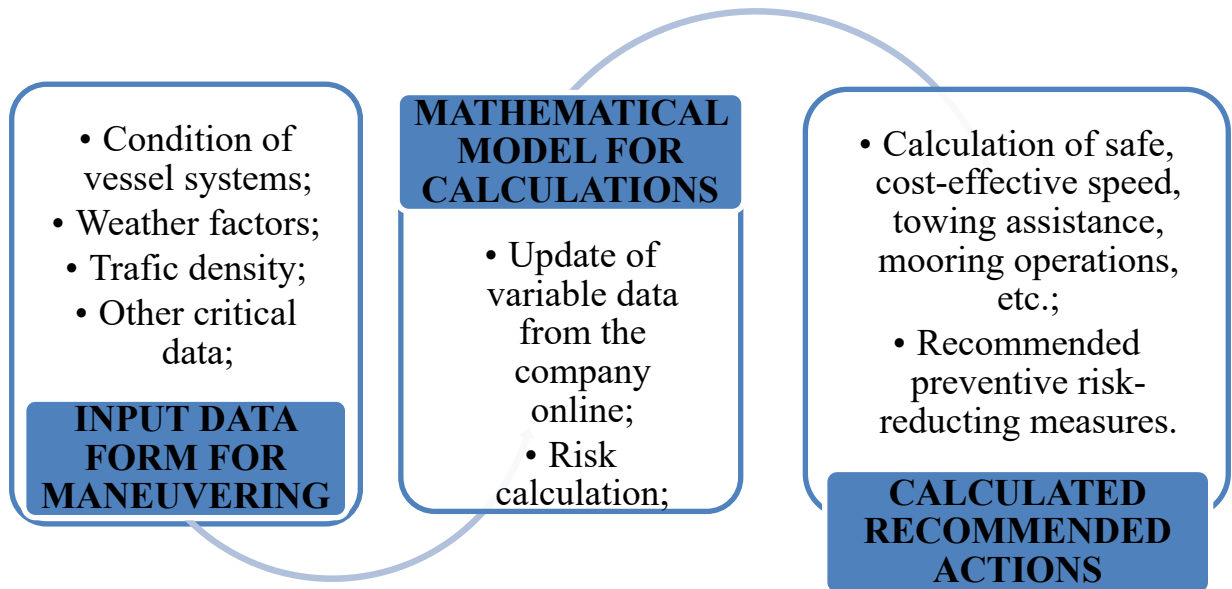 • Condition of
vessel systems;
• Weather factors;
• Trafic density;
• Other critical
data;
INPUT DATA
FORM FOR
MANEUVERING
MATHEMATICAL
MODEL FOR
CALCULATIONS
• Update of
variable data
from the
company
online;
• Risk
calculation;
• Calculation of safe,
cost-effective speed,
towing assistance,
mooring operations,
etc.;
• Recommended
preventive risk-
reducting measures.
CALCULATED
RECOMMENDED
ACTIONS